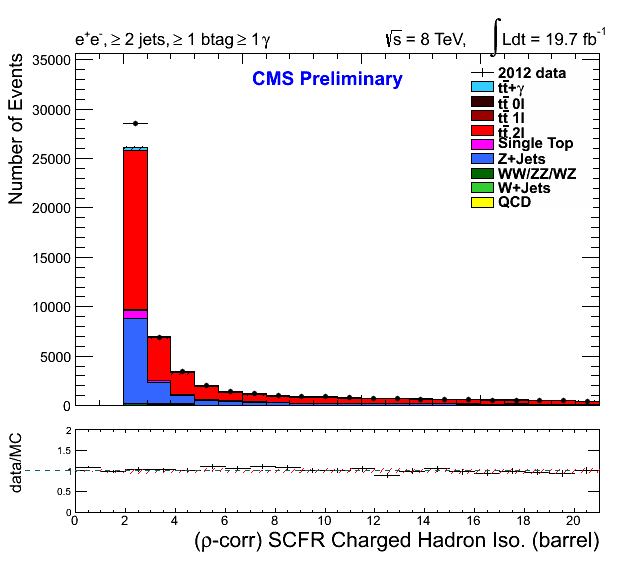 e⁺e⁻, ≥ 2 jets, ≥ 1 btag ≥ 1 γ
√s = 8 TeV, ∫ Ldt = 19.7 fb⁻¹
CMS Preliminary
2012 data
tt̄+γ
tt̄ 0l
tt̄ 1l
tt̄ 2l
Single Top
Z+Jets
WW/ZZ/WZ
W+Jets
QCD
Number of Events
35000
30000
25000
20000
15000
10000
5000
0
data/MC
2
1.5
1
0.5
0
0 2 4 6 8 10 12 14 16 18 20
(ρ-corr) SCFR Charged Hadron Iso. (barrel)